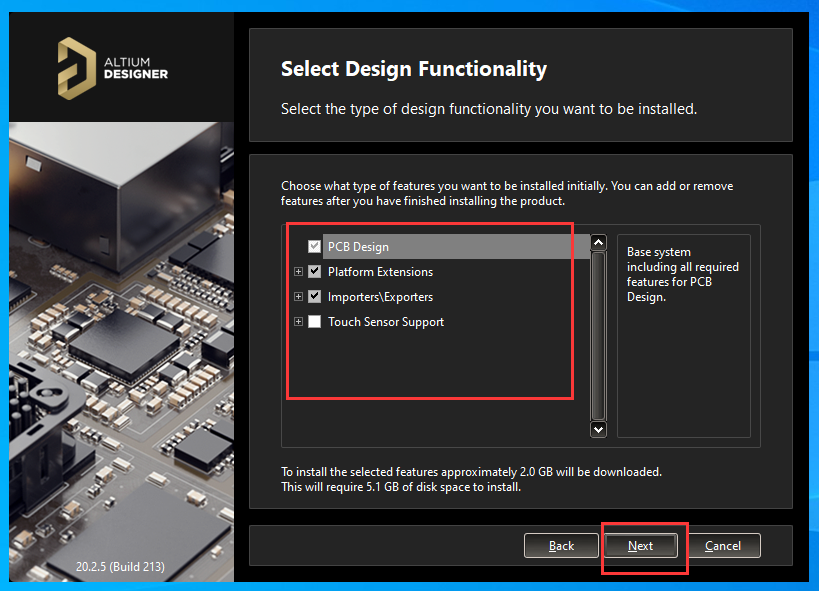 ALTIUM
DESIGNER
Select Design Functionality
Select the type of design functionality you want to be installed.
Choose what type of features you want to be installed initially. You can add or remove
features after you have finished installing the product.
PCB Design
Platform Extensions
Importers\Exporters
Touch Sensor Support
Base system
including all required
features for PCB
Design.
To install the selected features approximately 2.0 GB will be downloaded.
This will require 5.1 GB of disk space to install.
20.2.5 (Build 213)
Back
Next
Cancel